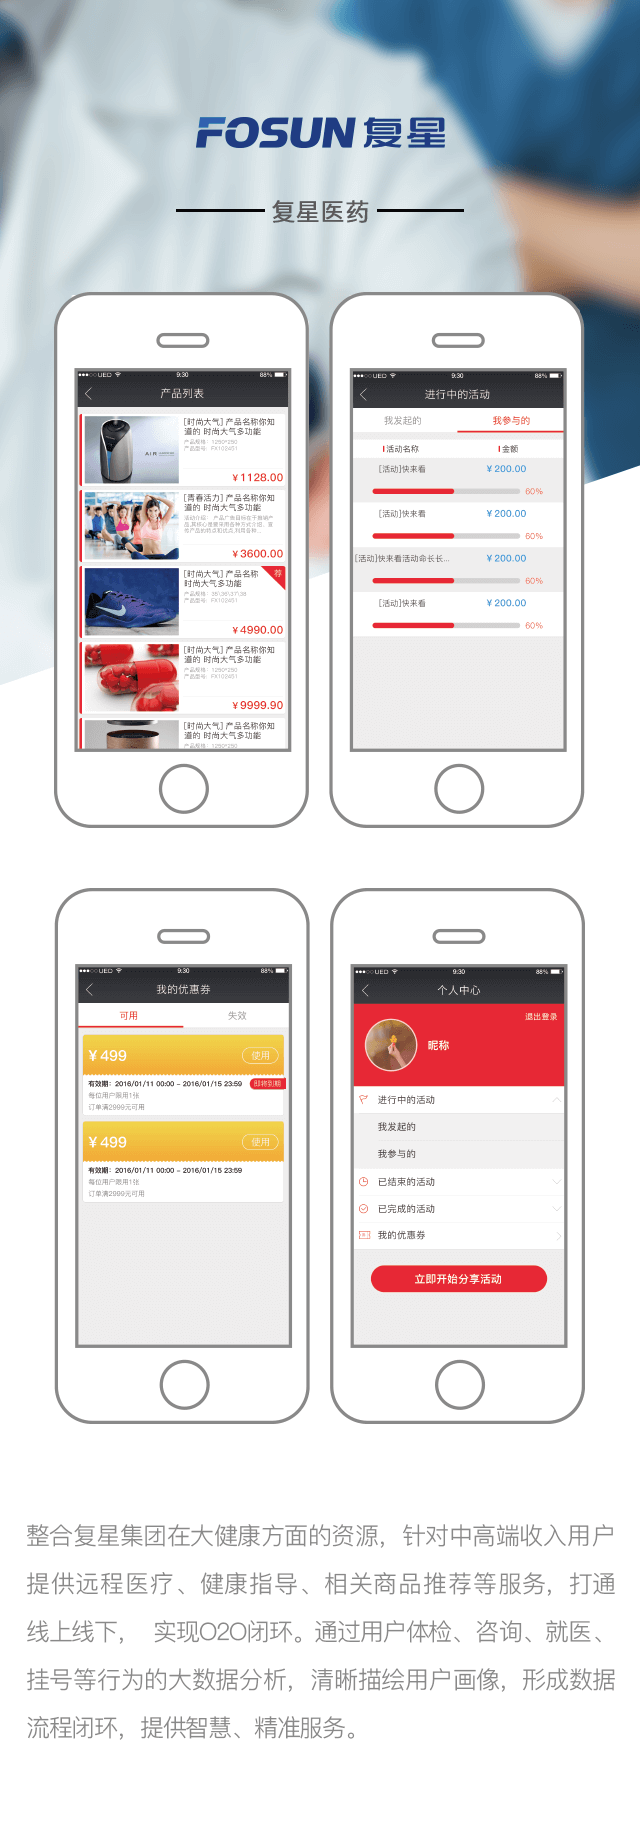 FOSUN 复星
复星医药
UED 9:30 88%
产品列表
[时尚大气] 产品名称你知
道的 时尚大气多功能
产品规格：1250*250
产品型号：FX102451
AIR
¥1128.00
[青春活力] 产品名称你知
道的 时尚大气多功能
¥3600.00
[时尚大气] 产品名称
时尚大气多功能
荐
产品规格：35\36\37\38
产品型号：FX102451
¥4990.00
[时尚大气] 产品名称你知
道的 时尚大气多功能
产品规格：1250*250
产品型号：FX102451
¥9999.90
[时尚大气] 产品名称你知
道的 时尚大气多功能
产品规格：1250*250
UED 9:30 88%
进行中的活动
我发起的 我参与的
活动名称 金额
[活动]快来看 ¥200.00
60%
[活动]快来看 ¥200.00
60%
[活动]快来看活动命长长... ¥200.00
60%
[活动]快来看 ¥200.00
60%
UED 9:30 88%
我的优惠券
可用 失效
¥499 使用
有效期：2016/01/11 00:00 ~ 2016/01/15 23:59 即将到期
每位用户限用1张
订单满2999元可用
¥499 使用
有效期：2016/01/11 00:00 ~ 2016/01/15 23:59
每位用户限用1张
订单满2999元可用
UED 9:30 88%
个人中心
退出登录
昵称
进行中的活动
我发起的
我参与的
已结束的活动
已完成的活动
我的优惠券
立即开始分享活动
整合复星集团在大健康方面的资源，针对中高端收入用户
提供远程医疗、健康指导、相关商品推荐等服务，打通
线上线下， 实现O2O闭环。通过用户体检、咨询、就医、
挂号等行为的大数据分析，清晰描绘用户画像，形成数据
流程闭环，提供智慧、精准服务。